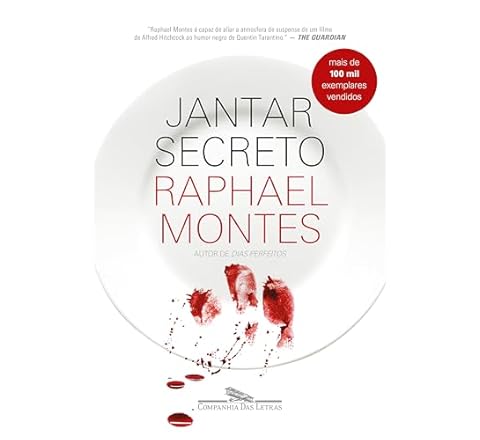 "Raphael Montes é capaz de aliar a atmosfera de suspense de um filme
de Alfred Hitchcock ao humor negro de Quentin Tarantino." — THE GUARDIAN
mais de
100 mil
exemplares
vendidos
JANTAR
SECRETO
RAPHAEL
MONTES
AUTOR DE DIAS PERFEITOS
COMPANHIA DAS LETRAS